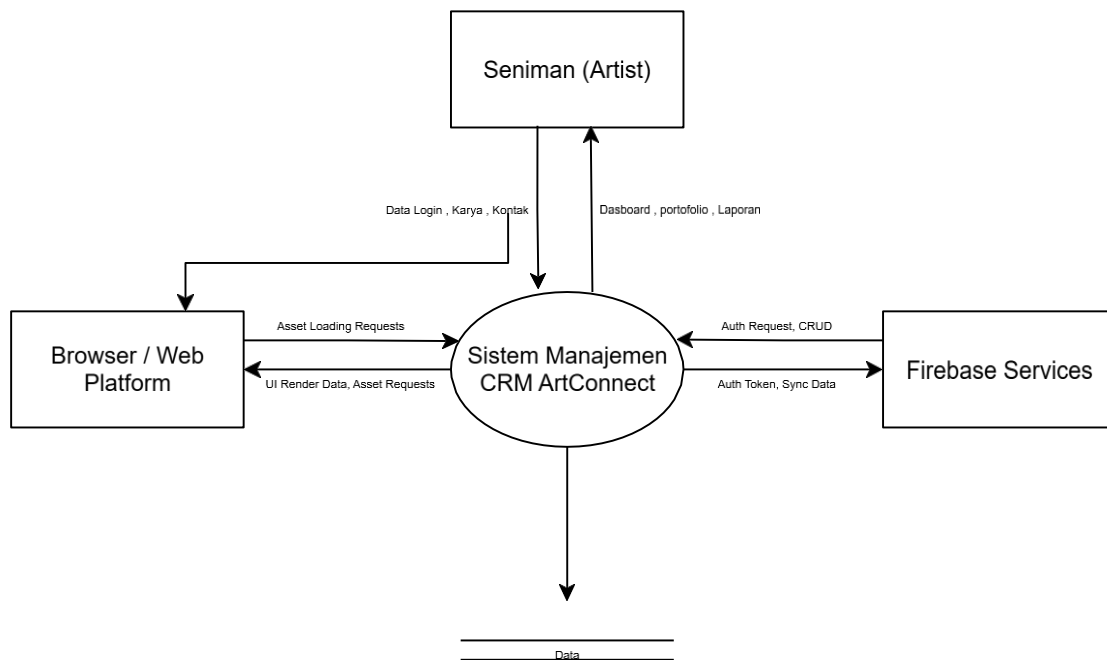 Seniman (Artist)
Data Login , Karya , Kontak
Dasboard , portofolio , Laporan
Browser / Web
Platform
Asset Loading Requests
UI Render Data, Asset Requests
Sistem Manajemen
CRM ArtConnect
Auth Request, CRUD
Auth Token, Sync Data
Firebase Services
Data